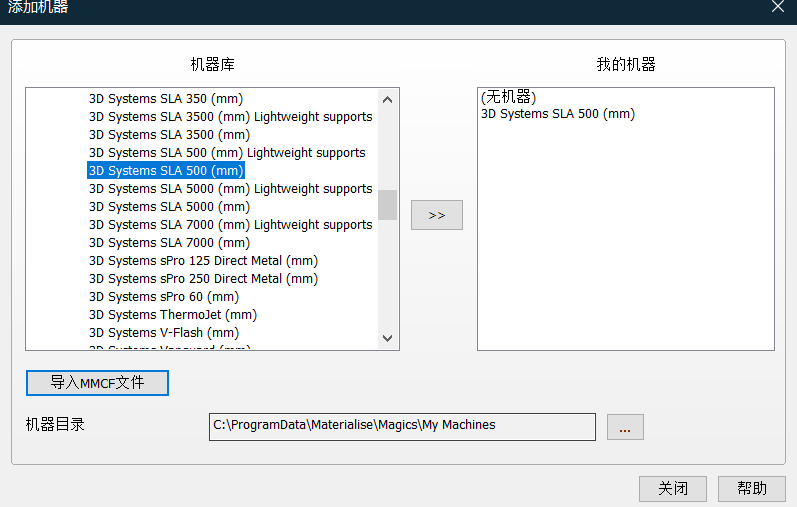 添加机器
机器库
我的机器
3D Systems SLA 350 (mm)
3D Systems SLA 3500 (mm) Lightweight supports
3D Systems SLA 3500 (mm)
3D Systems SLA 500 (mm) Lightweight supports
3D Systems SLA 500 (mm)
3D Systems SLA 5000 (mm) Lightweight supports
3D Systems SLA 5000 (mm)
3D Systems SLA 7000 (mm) Lightweight supports
3D Systems SLA 7000 (mm)
3D Systems sPro 125 Direct Metal (mm)
3D Systems sPro 250 Direct Metal (mm)
3D Systems sPro 60 (mm)
3D Systems ThermoJet (mm)
3D Systems V-Flash (mm)
3D Systems Vanguard (mm)
>>
(无机器)
3D Systems SLA 500 (mm)
导入MMCF文件
机器目录
C:\ProgramData\Materialise\Magics\My Machines
...
关闭
帮助